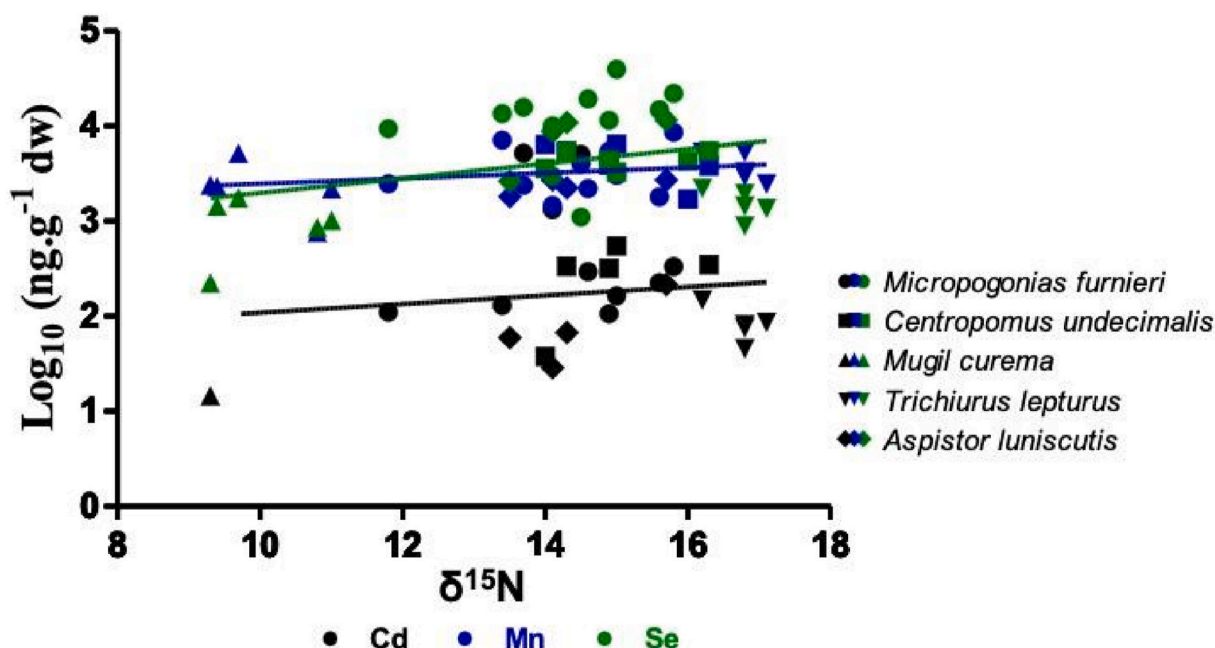 5
4
3
2
1
0
Log₁₀ (ng.g⁻¹ dw)
8 10 12 14 16 18
δ¹⁵N
Micropogonias furnieri
Centropomus undecimalis
Mugil curema
Trichiurus lepturus
Aspistor luniscutis
Cd Mn Se